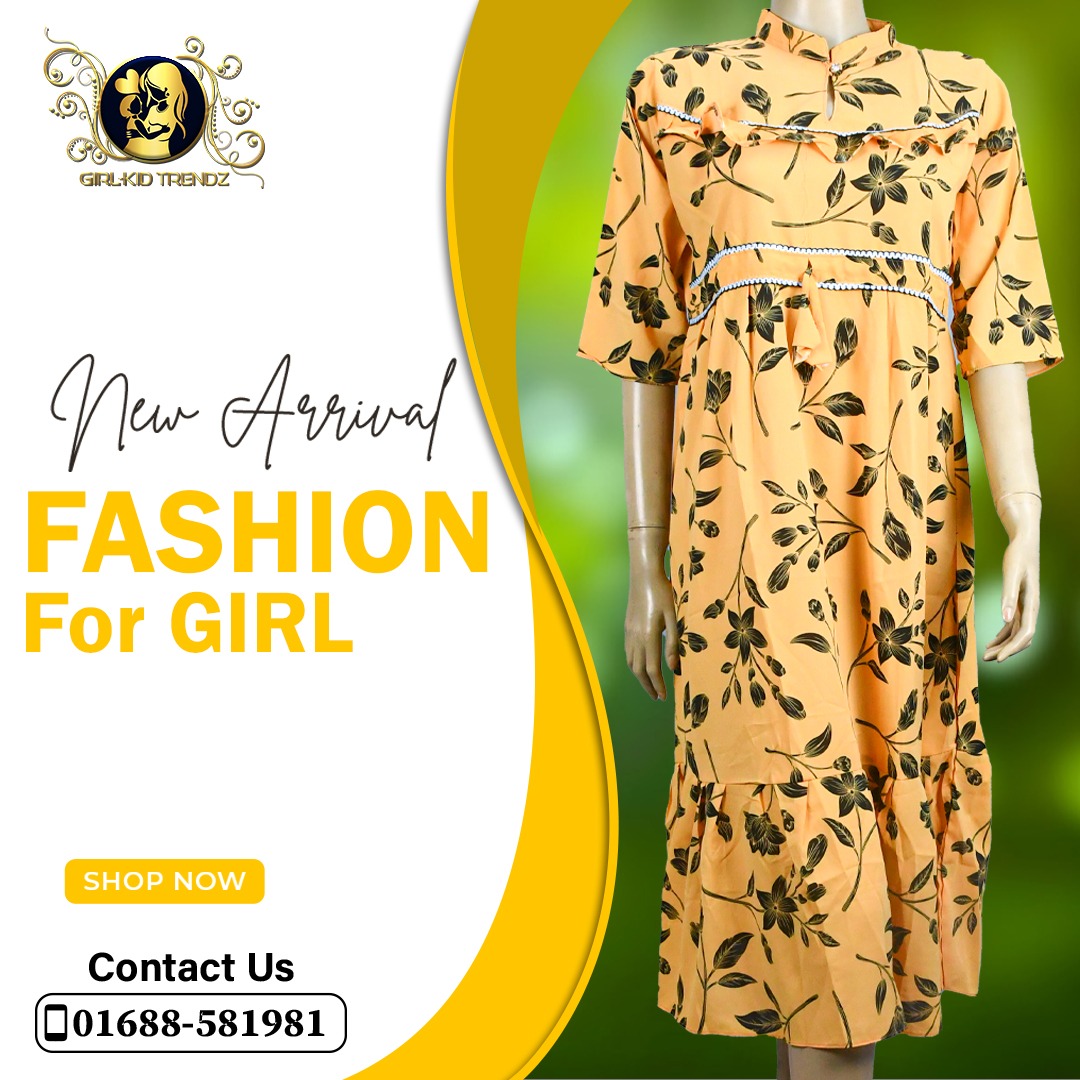 GIRL-KID TRENDZ
New Arrival
FASHION
For GIRL
SHOP NOW
Contact Us
01688-581981